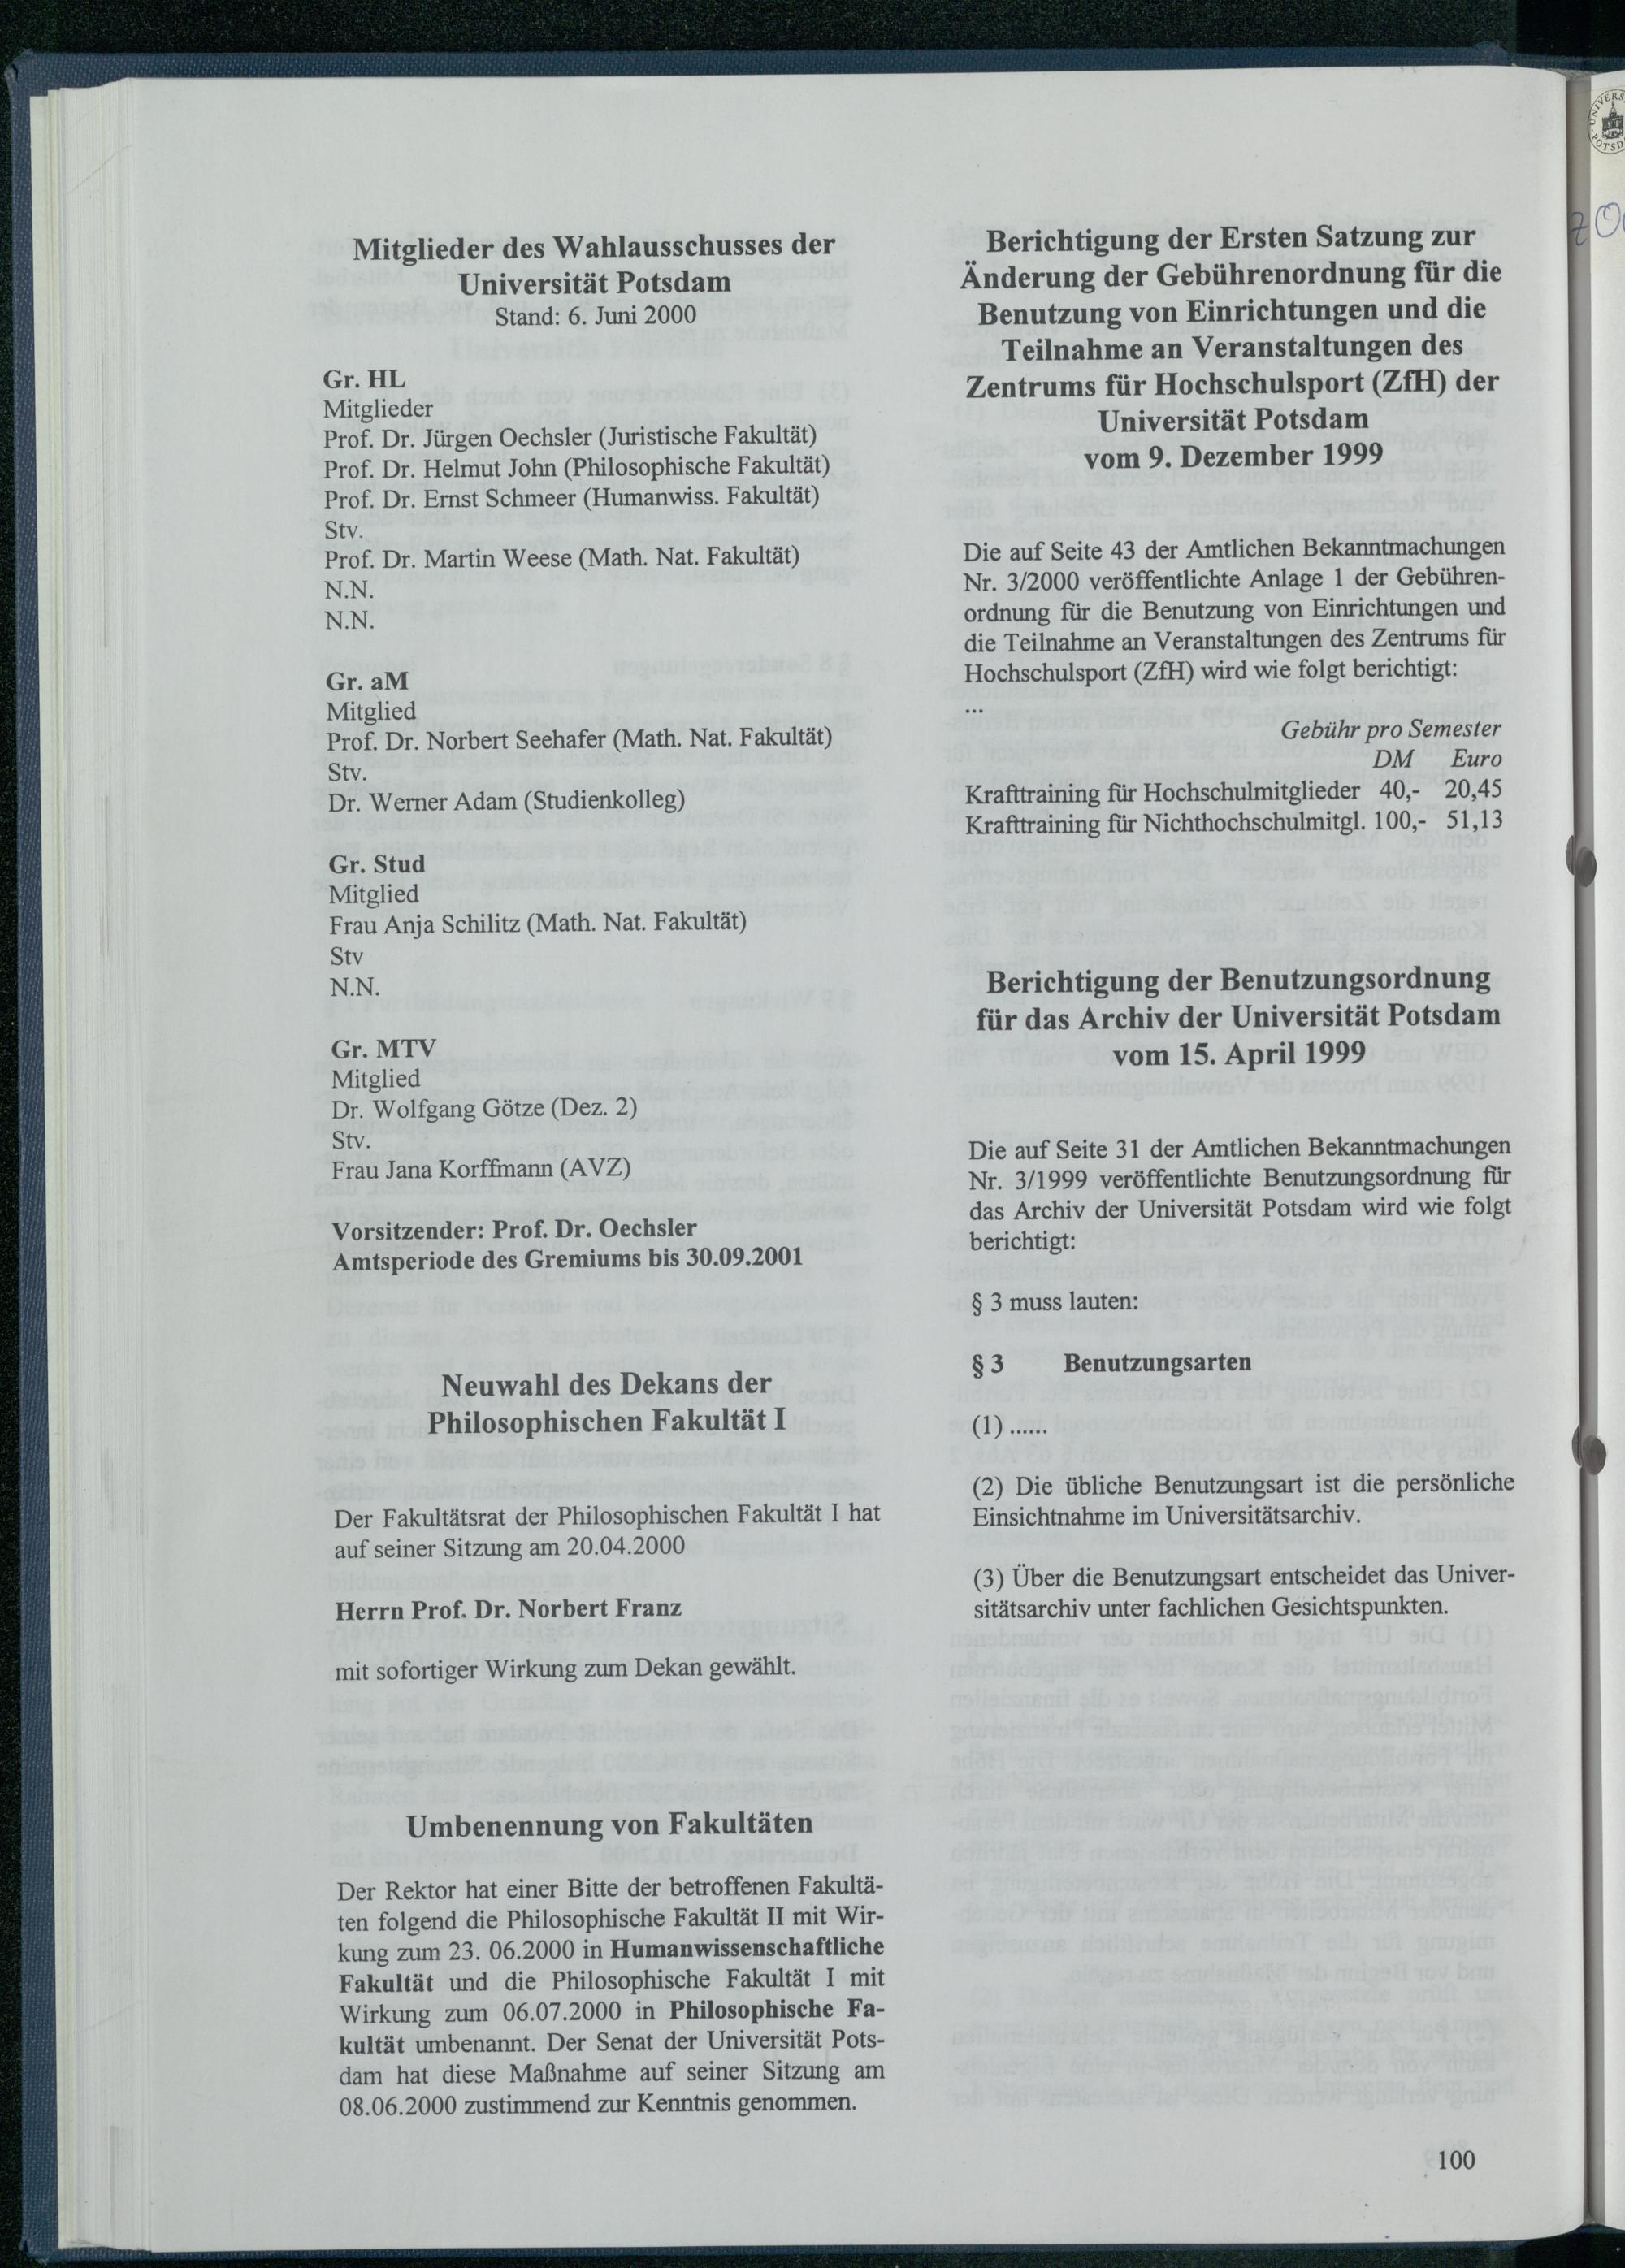 Mitglieder des Wahlausschusses der
Universität Potsdam
Stand: 6. Juni 2000
Gr. HL
Mitglieder
Prof. Dr. Jürgen Oechsler (Juristische Fakultät)
Prof. Dr. Helmut John (Philosophische Fakultät)
Prof. Dr. Ernst Schmeer (Humanwiss. Fakultät)
Stv.
Prof. Dr. Martin Weese (Math. Nat. Fakultät)
N.N.
N.N.
Gr. aM
Mitglied
Prof. Dr. Norbert Seehafer (Math. Nat. Fakultät)
Stv.
Dr. Werner Adam (Studienkolleg)
Gr. Stud
Mitglied
Frau Anja Schilitz (Math. Nat. Fakultät)
Stv
N.N.
Gr. MTV
Mitglied
Dr. Wolfgang Götze (Dez. 2)
Stv.
Frau Jana Korffmann (AVZ)
Vorsitzender: Prof. Dr. Oechsler
Amtsperiode des Gremiums bis 30.09.2001
Neuwahl des Dekans der
Philosophischen Fakultät I
Der Fakultätsrat der Philosophischen Fakultät I hat
auf seiner Sitzung am 20.04.2000
Herrn Prof. Dr. Norbert Franz
mit sofortiger Wirkung zum Dekan gewählt.
Umbenennung von Fakultäten
Der Rektor hat einer Bitte der betroffenen Fakultä-
ten folgend die Philosophische Fakultät II mit Wir-
kung zum 23. 06.2000 in Humanwissenschaftliche
Fakultät und die Philosophische Fakultät I mit
Wirkung zum 06.07.2000 in Philosophische Fa-
kultät umbenannt. Der Senat der Universität Pots-
dam hat diese Maßnahme auf seiner Sitzung am
08.06.2000 zustimmend zur Kenntnis genommen.
Berichtigung der Ersten Satzung zur
Änderung der Gebührenordnung für die
Benutzung von Einrichtungen und die
Teilnahme an Veranstaltungen des
Zentrums für Hochschulsport (ZfH) der
Universität Potsdam
vom 9. Dezember 1999
Die auf Seite 43 der Amtlichen Bekanntmachungen
Nr. 3/2000 veröffentlichte Anlage 1 der Gebühren-
ordnung für die Benutzung von Einrichtungen und
die Teilnahme an Veranstaltungen des Zentrums für
Hochschulsport (ZfH) wird wie folgt berichtigt:
...
Gebühr pro Semester
DM Euro
Krafttraining für Hochschulmitglieder 40,- 20,45
Krafttraining für Nichthochschulmitgl. 100,- 51,13
Berichtigung der Benutzungsordnung
für das Archiv der Universität Potsdam
vom 15. April 1999
Die auf Seite 31 der Amtlichen Bekanntmachungen
Nr. 3/1999 veröffentlichte Benutzungsordnung für
das Archiv der Universität Potsdam wird wie folgt
berichtigt:
§ 3 muss lauten:
§ 3 Benutzungsarten
(1) ......
(2) Die übliche Benutzungsart ist die persönliche
Einsichtnahme im Universitätsarchiv.
(3) Über die Benutzungsart entscheidet das Univer-
sitätsarchiv unter fachlichen Gesichtspunkten.
100